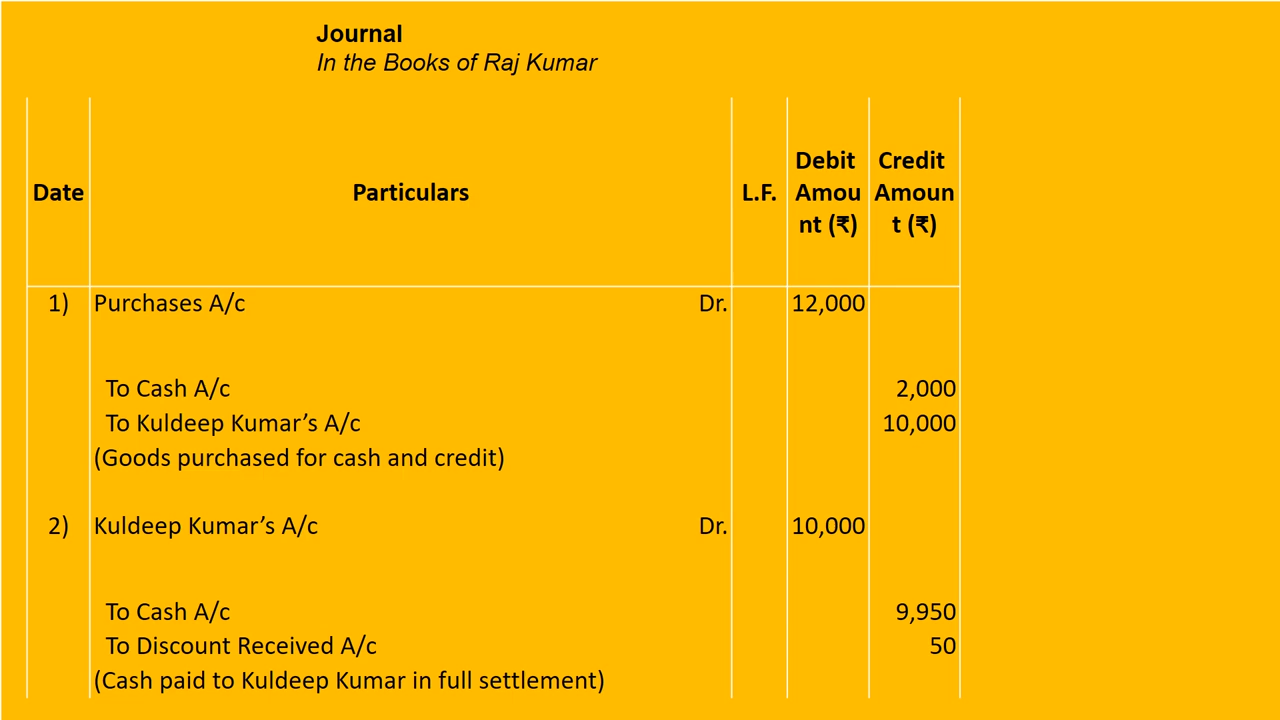 Journal
In the Books of Raj Kumar
Date Particulars L.F. Debit Amou nt (₹) Credit Amoun t (₹)
1) Purchases A/c Dr. 12,000
To Cash A/c 2,000
To Kuldeep Kumar’s A/c 10,000
(Goods purchased for cash and credit)
2) Kuldeep Kumar’s A/c Dr. 10,000
To Cash A/c 9,950
To Discount Received A/c 50
(Cash paid to Kuldeep Kumar in full settlement)